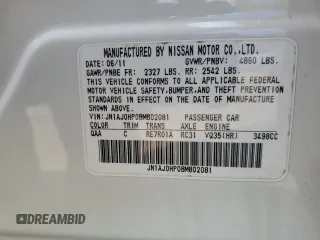 MANUFACTURED BY NISSAN MOTOR CO.,LTD.
DATE: 06/11 GVWR/PNBV: 4860 LBS.
GAWR/PNBE FR: 2327 LBS. RR: 2542 LBS.
THIS VEHICLE CONFORMS TO ALL APPLICABLE FEDERAL
MOTOR VEHICLE SAFETY, BUMPER, AND THEFT PREVENTION
STANDARDS IN EFFECT ON THE DATE OF MANUFACTURE
SHOWN ABOVE.
VIN: JN1AJ0HP0BM802081 PASSENGER CAR
COLOR TRIM TRANS AXLE ENGINE
QAA C RE7R01A RC31 VQ35(HR) 3498CC
JN1AJ0HP0BM802081